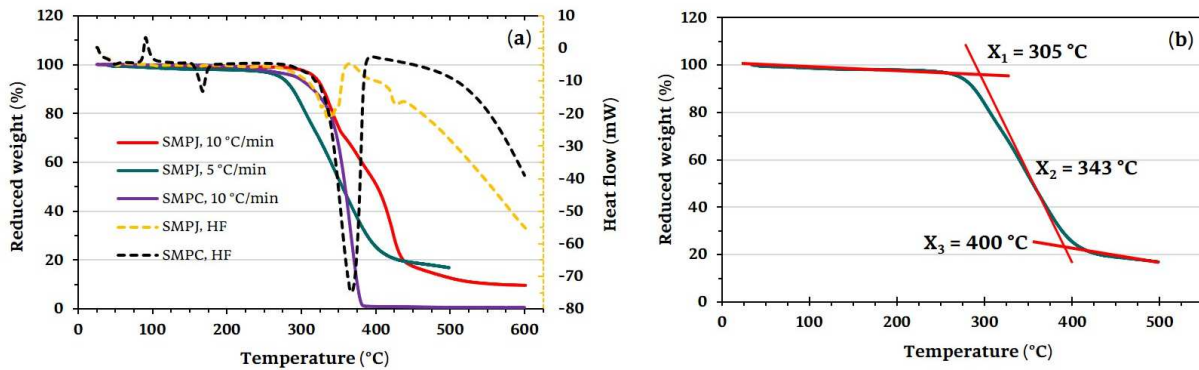 (a)
Reduced weight (%)
120
100
80
60
40
20
0
SMPJ, 10 °C/min
SMPJ, 5 °C/min
SMPC, 10 °C/min
SMPJ, HF
SMPC, HF
10
0
-10
-20
-30
-40
-50
-60
-70
-80
Heat flow (mW)
0 100 200 300 400 500 600
Temperature (°C)
(b)
Reduced weight (%)
120
100
80
60
40
20
0
X₁ = 305 °C
X₂ = 343 °C
X₃ = 400 °C
0 100 200 300 400 500
Temperature (°C)